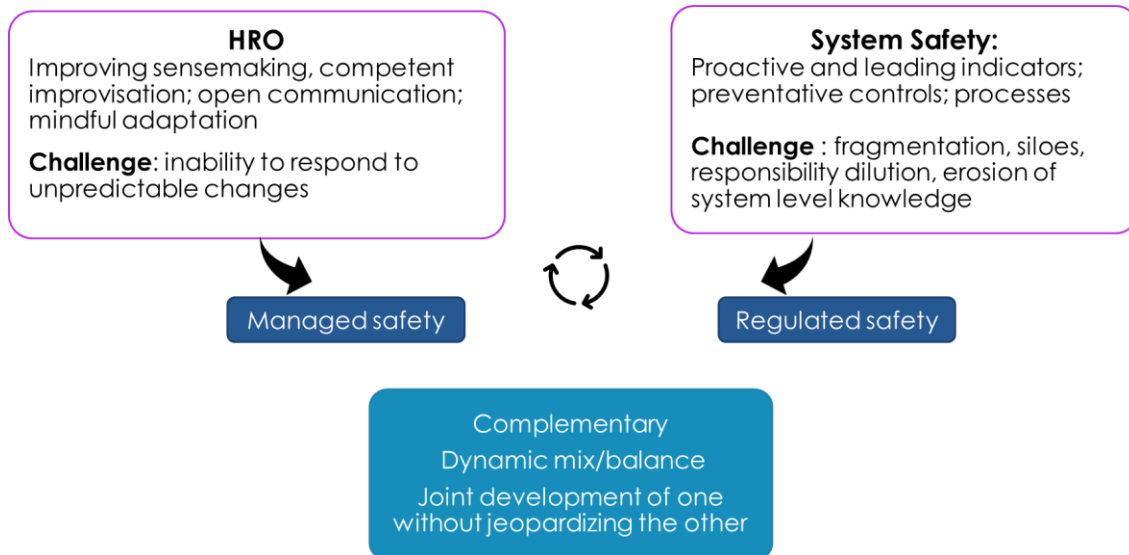 HRO
Improving sensemaking, competent
improvisation; open communication;
mindful adaptation
Challenge: inability to respond to
unpredictable changes
System Safety:
Proactive and leading indicators;
preventative controls; processes
Challenge : fragmentation, siloes,
responsibility dilution, erosion of
system level knowledge
Managed safety
Regulated safety
Complementary
Dynamic mix/balance
Joint development of one
without jeopardizing the other